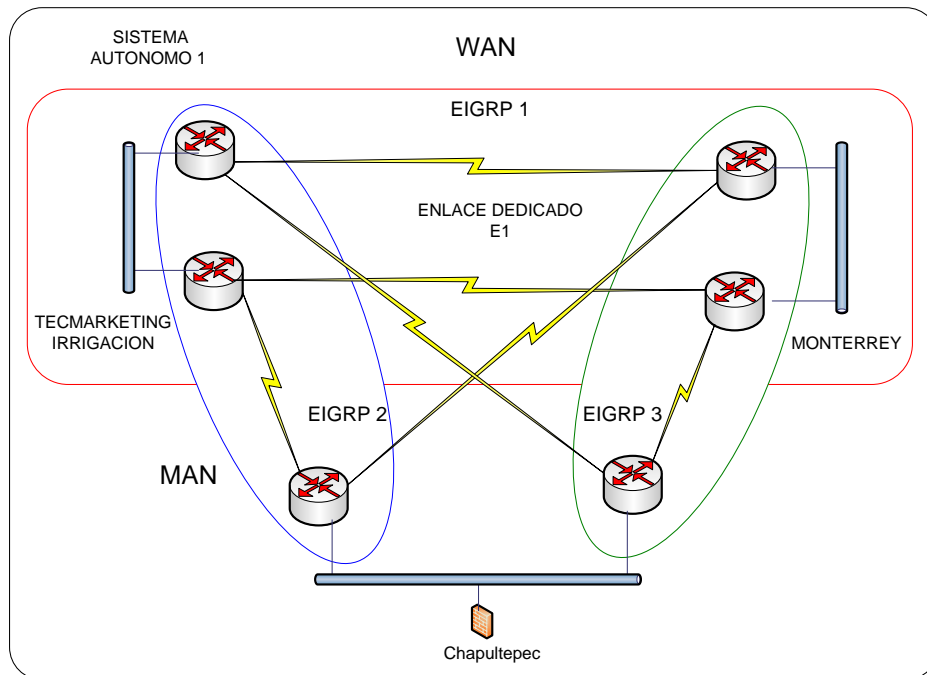 SISTEMA
AUTONOMO 1
WAN
EIGRP 1
ENLACE DEDICADO
E1
TECMARKETING
IRRIGACION
MONTERREY
EIGRP 2
EIGRP 3
MAN
Chapultepec